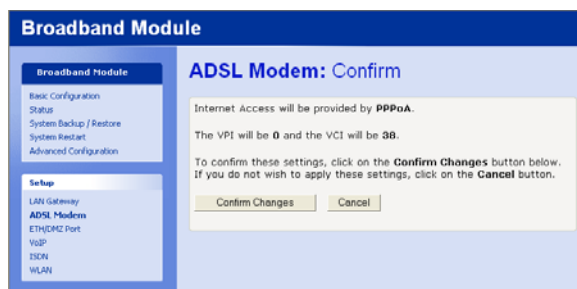 Broadband Module
Broadband Module
Basic Configuration
Status
System Backup / Restore
System Restart
Advanced Configuration
Setup
LAN Gateway
ADSL Modem
ETH/DMZ Port
VoIP
ISDN
WLAN
ADSL Modem: Confirm
Internet Access will be provided by PPPoA.
The VPI will be 0 and the VCI will be 38.
To confirm these settings, click on the Confirm Changes button below.
If you do not wish to apply these settings, click on the Cancel button.
Confirm Changes
Cancel